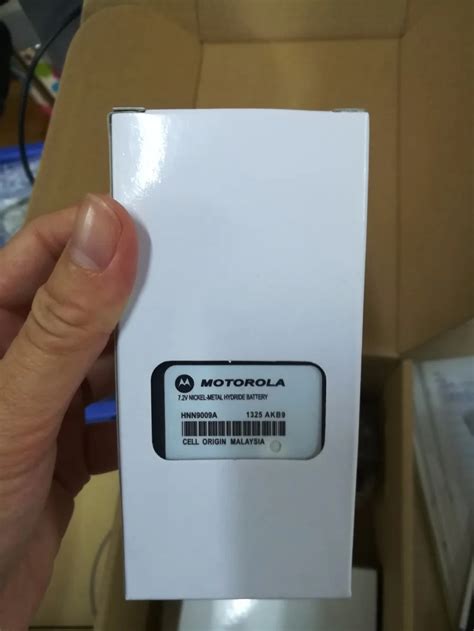 MOTOROLA
7.2V NICKEL-METAL HYDRIDE BATTERY
HNN9009A 1325 AKB9
CELL ORIGIN MALAYSIA